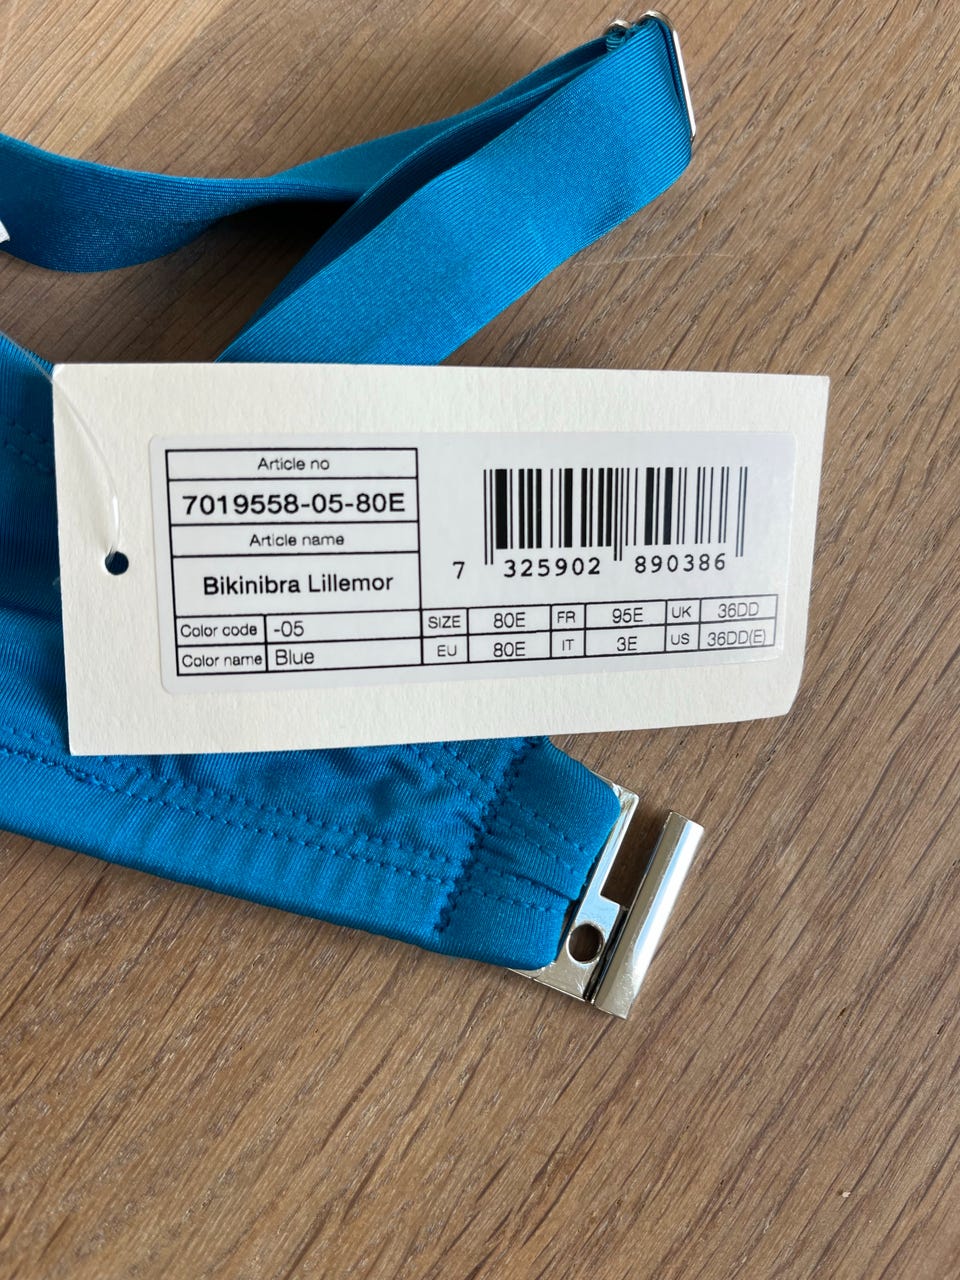 Article no
7019558-05-80E
Article name
Bikinibra Lillemor
Color code -05
Color name Blue
7 325902 890386
SIZE 80E FR 95E UK 36DD
EU 80E IT 3E US 36DD(E)